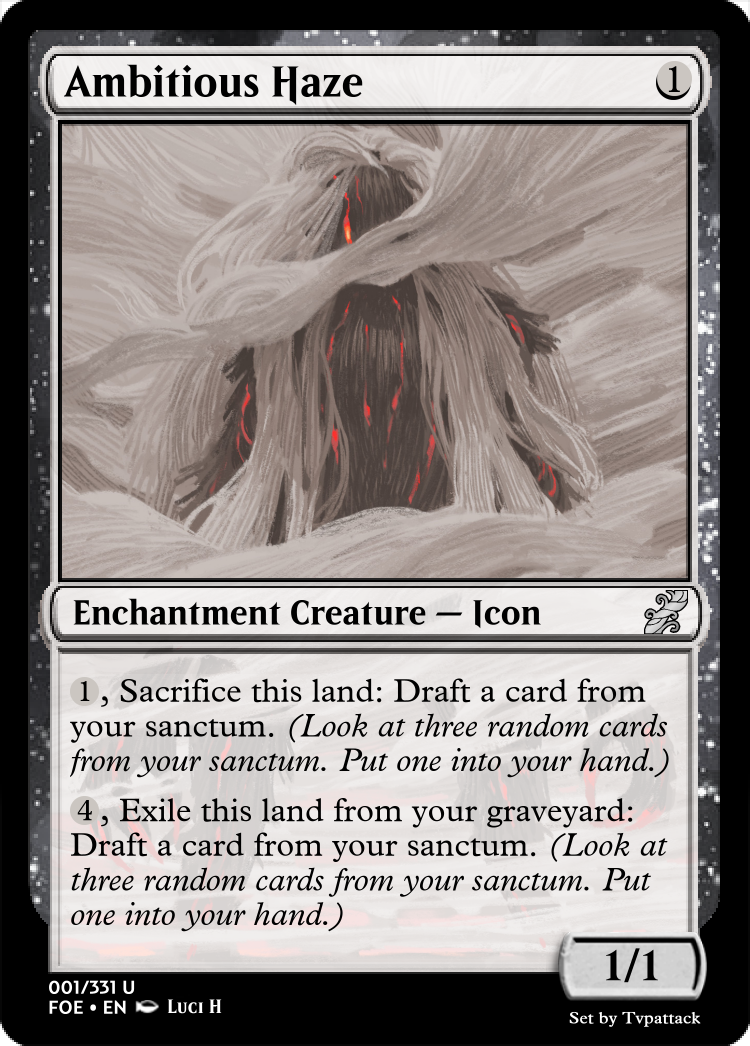 Ambitious Haze 1
Enchantment Creature — Icon
1, Sacrifice this land: Draft a card from
your sanctum. (Look at three random cards
from your sanctum. Put one into your hand.)
4, Exile this land from your graveyard:
Draft a card from your sanctum. (Look at
three random cards from your sanctum. Put
one into your hand.)
1/1
001/331 U
FOE • EN Luci H
Set by Tvpattack